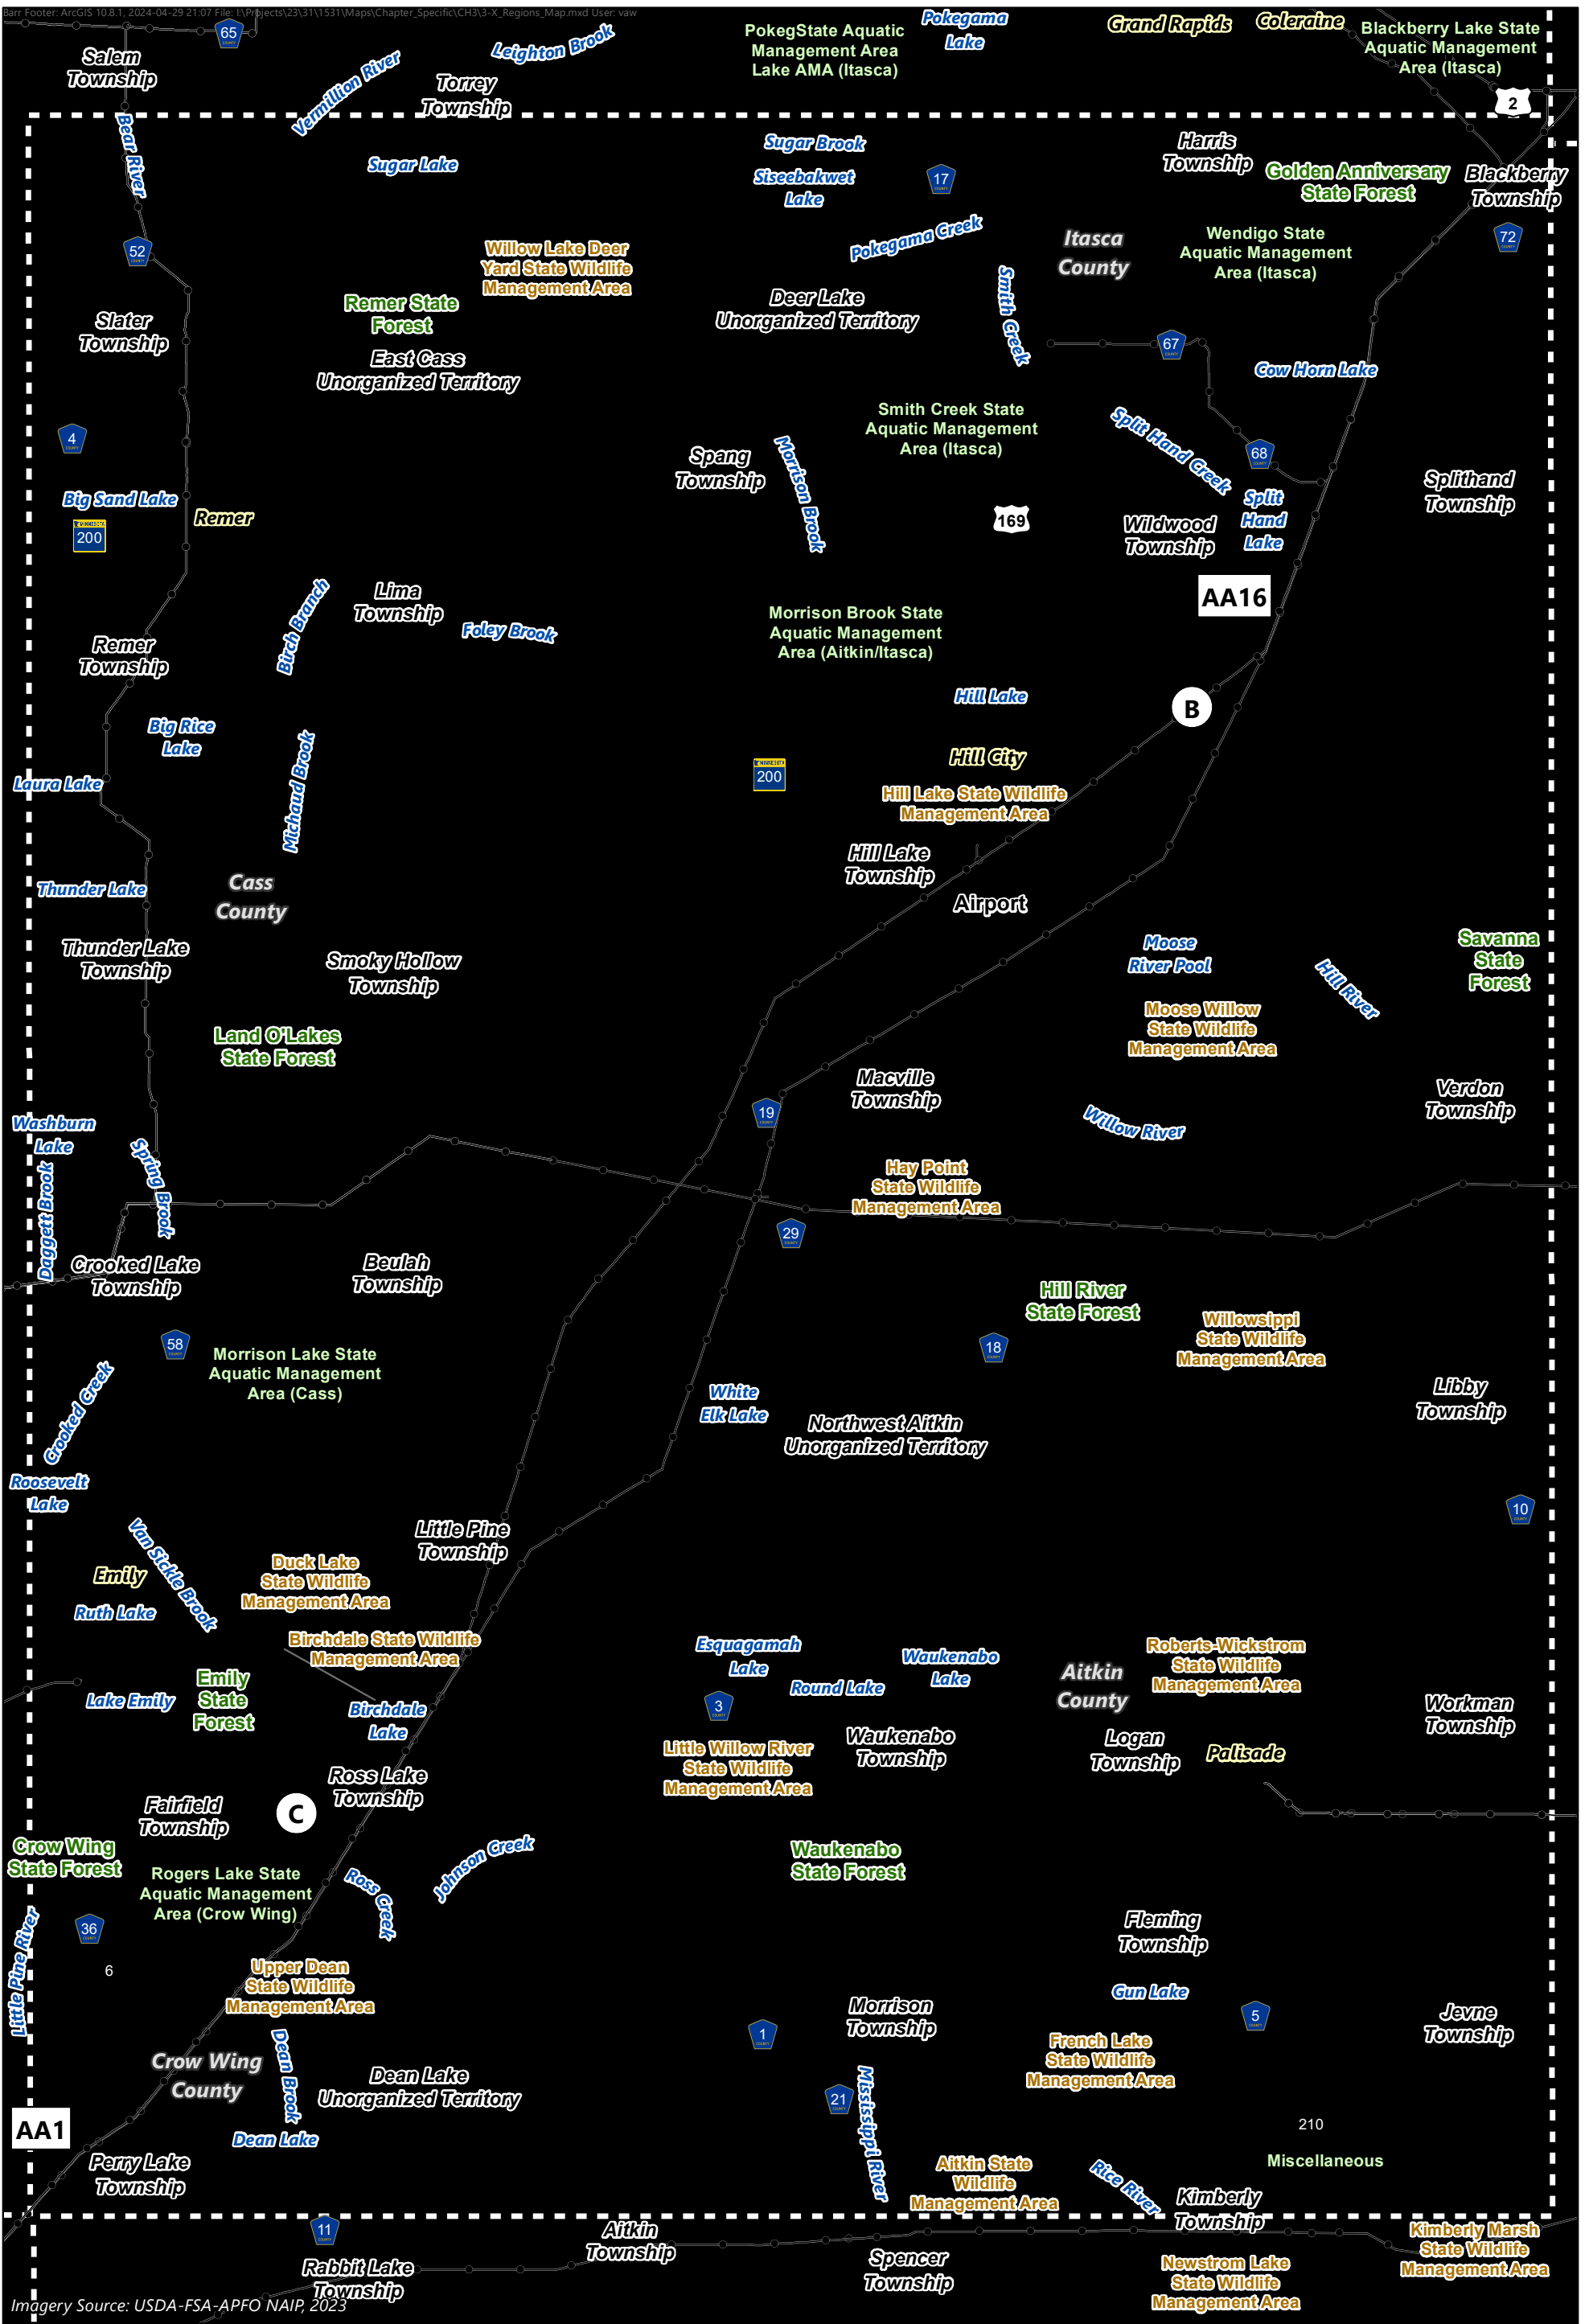 Barr Footer: ArcGIS 10.8.1, 2024-04-29 21:07 File: I:\Projects\23\31\1531\Maps\Chapter_Specific\CH3\3-X_Regions_Map.mxd User: vaw
65
COUNTY
Salem
Township
Vermillion River
Leighton Brook
Torrey
Township
PokegState Aquatic
Management Area
Lake AMA (Itasca)
Pokegama
Lake
Grand Rapids
Coleraine
Blackberry Lake State
Aquatic Management
Area (Itasca)
2
Bear River
Sugar Lake
Sugar Brook
Siseebakwet
Lake
17
COUNTY
Harris
Township
Golden Anniversary
State Forest
Blackberry
Township
52
COUNTY
Willow Lake Deer
Yard State Wildlife
Management Area
Pokegama Creek
Itasca
County
Wendigo State
Aquatic Management
Area (Itasca)
72
COUNTY
Slater
Township
Remer State
Forest
East Cass
Unorganized Territory
Deer Lake
Unorganized Territory
Smith Creek
67
COUNTY
Cow Horn Lake
4
COUNTY
Smith Creek State
Aquatic Management
Area (Itasca)
Split Hand Creek
68
COUNTY
Spang
Township
Morrison Brook
Splithand
Township
Big Sand Lake
MINNESOTA
200
Remer
169
Wildwood
Township
Split
Hand
Lake
AA16
Birch Branch
Lima
Township
Foley Brook
Morrison Brook State
Aquatic Management
Area (Aitkin/Itasca)
Remer
Township
Hill Lake
B
Big Rice
Lake
Michaud Brook
Laura Lake
MINNESOTA
200
Hill City
Hill Lake State Wildlife
Management Area
Hill Lake
Township
Airport
Thunder Lake
Cass
County
Thunder Lake
Township
Smoky Hollow
Township
Moose
River Pool
Hill River
Savanna
State
Forest
Land O'Lakes
State Forest
Moose Willow
State Wildlife
Management Area
Macville
Township
Verdon
Township
Washburn
Lake
19
COUNTY
Willow River
Daggett Brook
Spring Brook
Hay Point
State Wildlife
Management Area
29
COUNTY
Crooked Lake
Township
Beulah
Township
Hill River
State Forest
58
COUNTY
Morrison Lake State
Aquatic Management
Area (Cass)
18
COUNTY
Willowsippi
State Wildlife
Management Area
Crooked Creek
White
Elk Lake
Northwest Aitkin
Unorganized Territory
Libby
Township
Roosevelt
Lake
10
COUNTY
Van Sickle Brook
Little Pine
Township
Emily
Ruth Lake
Duck Lake
State Wildlife
Management Area
Birchdale State Wildlife
Management Area
Esquagamah
Lake
Waukenabo
Lake
Roberts-Wickstrom
State Wildlife
Management Area
Emily
State
Forest
Lake Emily
Birchdale
Lake
3
COUNTY
Round Lake
Aitkin
County
Workman
Township
Little Willow River
State Wildlife
Management Area
Waukenabo
Township
Logan
Township
Palisade
Ross Lake
Township
Fairfield
Township
C
Crow Wing
State Forest
Johnson Creek
Waukenabo
State Forest
Rogers Lake State
Aquatic Management
Area (Crow Wing)
Ross Creek
Little Pine River
36
COUNTY
6
Fleming
Township
Upper Dean
State Wildlife
Management Area
Gun Lake
Morrison
Township
5
COUNTY
Jevne
Township
1
COUNTY
Crow Wing
County
Dean Brook
Dean Lake
Unorganized Territory
French Lake
State Wildlife
Management Area
21
COUNTY
Mississippi River
AA1
210
Dean Lake
Perry Lake
Township
Aitkin State
Wildlife
Management Area
Rice River
Miscellaneous
Kimberly
Township
11
COUNTY
Aitkin
Township
Kimberly Marsh
State Wildlife
Management Area
Rabbit Lake
Township
Spencer
Township
Newstrom Lake
State Wildlife
Management Area
Imagery Source: USDA-FSA-APFO NAIP, 2023